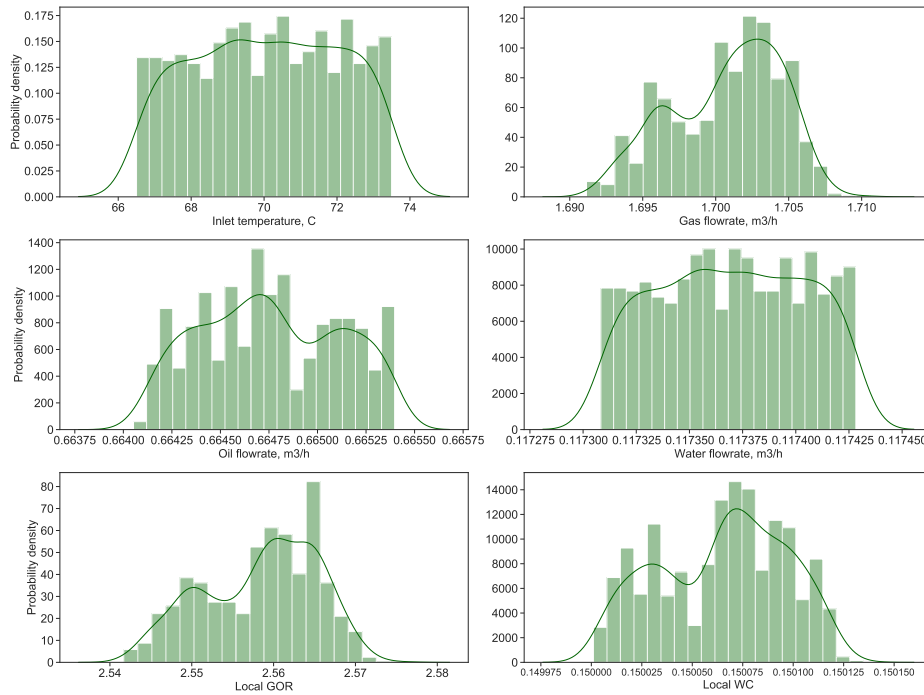 0.175 0.150 0.125 0.100 0.075 0.050 0.025 0.000
Probability density
66 68 70 72 74
Inlet temperature, C
120 100 80 60 40 20 0
1.690 1.695 1.700 1.705 1.710
Gas flowrate, m3/h
1400 1200 1000 800 600 400 200 0
Probability density
0.66375 0.66400 0.66425 0.66450 0.66475 0.66500 0.66525 0.66550 0.66575
Oil flowrate, m3/h
10000 8000 6000 4000 2000 0
0.117275 0.117300 0.117325 0.117350 0.117375 0.117400 0.117425 0.117450
Water flowrate, m3/h
80 70 60 50 40 30 20 10 0
Probability density
2.54 2.55 2.56 2.57 2.58
Local GOR
14000 12000 10000 8000 6000 4000 2000 0
0.149975 0.150000 0.150025 0.150050 0.150075 0.150100 0.150125 0.150150
Local WC